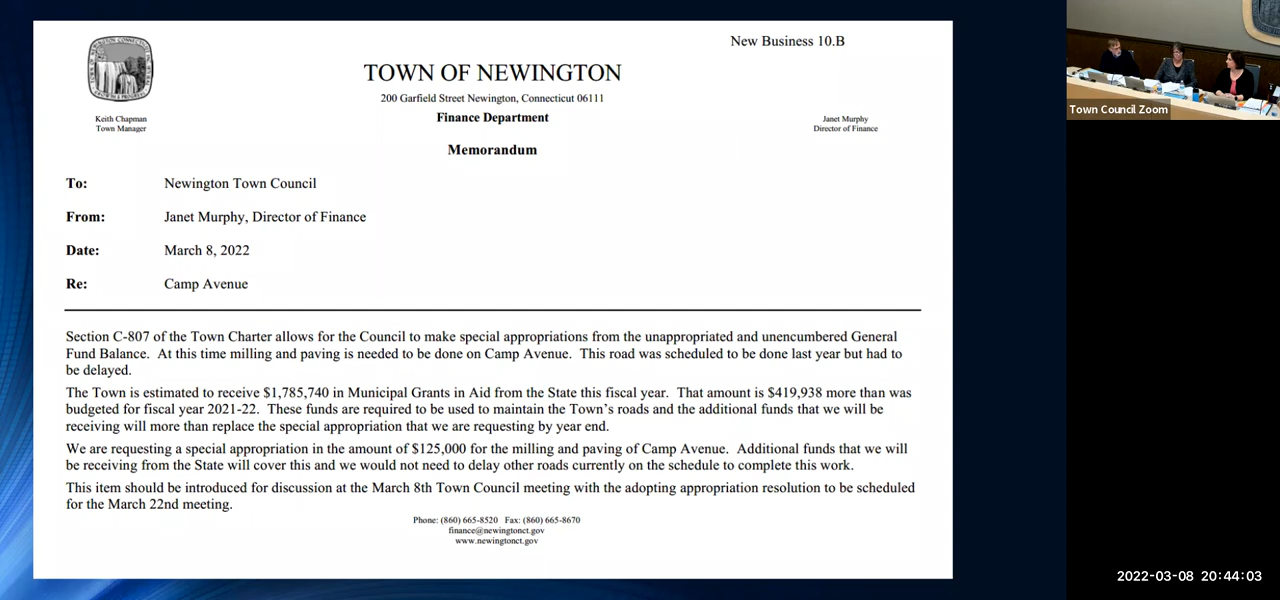 New Business 10.B
TOWN OF NEWINGTON
200 Garfield Street Newington, Connecticut 06111
Keith Chapman
Town Manager
Finance Department
Janet Murphy
Director of Finance
Memorandum
To: Newington Town Council
From: Janet Murphy, Director of Finance
Date: March 8, 2022
Re: Camp Avenue
Section C-807 of the Town Charter allows for the Council to make special appropriations from the unappropriated and unencumbered General
Fund Balance. At this time milling and paving is needed to be done on Camp Avenue. This road was scheduled to be done last year but had to
be delayed.
The Town is estimated to receive $1,785,740 in Municipal Grants in Aid from the State this fiscal year. That amount is $419,938 more than was
budgeted for fiscal year 2021-22. These funds are required to be used to maintain the Town's roads and the additional funds that we will be
receiving will more than replace the special appropriation that we are requesting by year end.
We are requesting a special appropriation in the amount of $125,000 for the milling and paving of Camp Avenue. Additional funds that we will
be receiving from the State will cover this and we would not need to delay other roads currently on the schedule to complete this work.
This item should be introduced for discussion at the March 8th Town Council meeting with the adopting appropriation resolution to be scheduled
for the March 22nd meeting.
Phone: (860) 665-8520 Fax: (860) 665-8670
finance@newingtonct.gov
www.newingtonct.gov
Town Council Zoom
2022-03-08 20:44:03